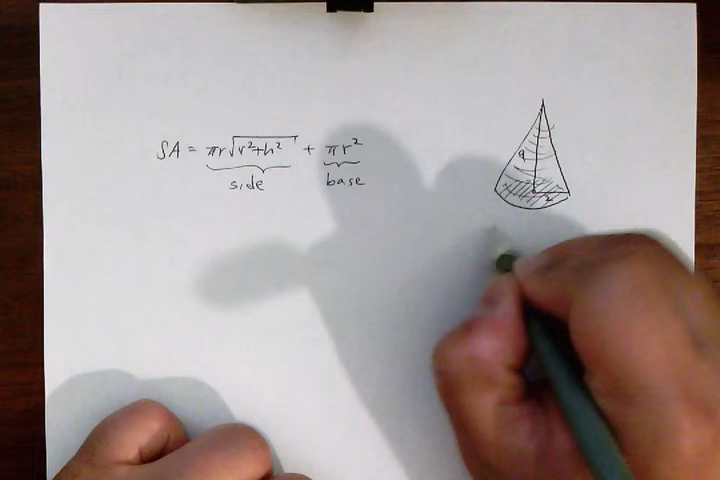 SA = πr√r²+h² + πr²
side base
9
2